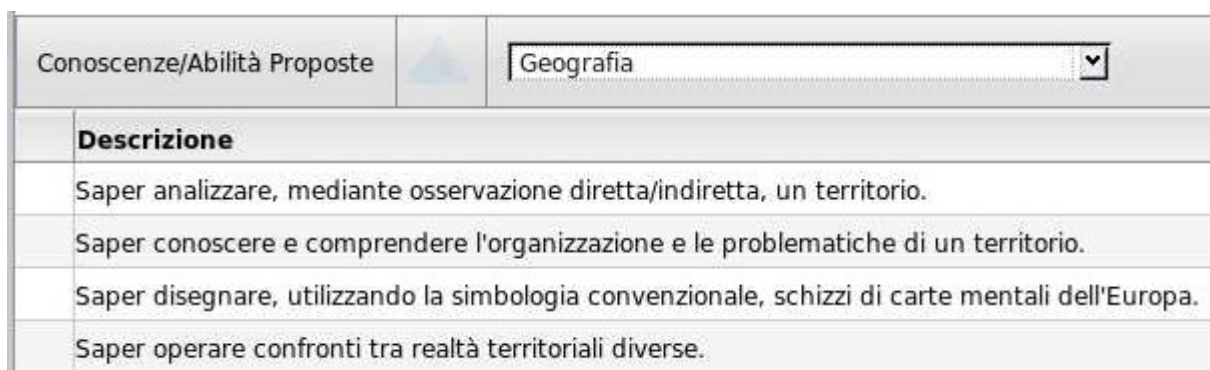 Conoscenze/Abilità Proposte Geografia
Descrizione
Saper analizzare, mediante osservazione diretta/indiretta, un territorio.
Saper conoscere e comprendere l'organizzazione e le problematiche di un territorio.
Saper disegnare, utilizzando la simbologia convenzionale, schizzi di carte mentali dell'Europa.
Saper operare confronti tra realtà territoriali diverse.